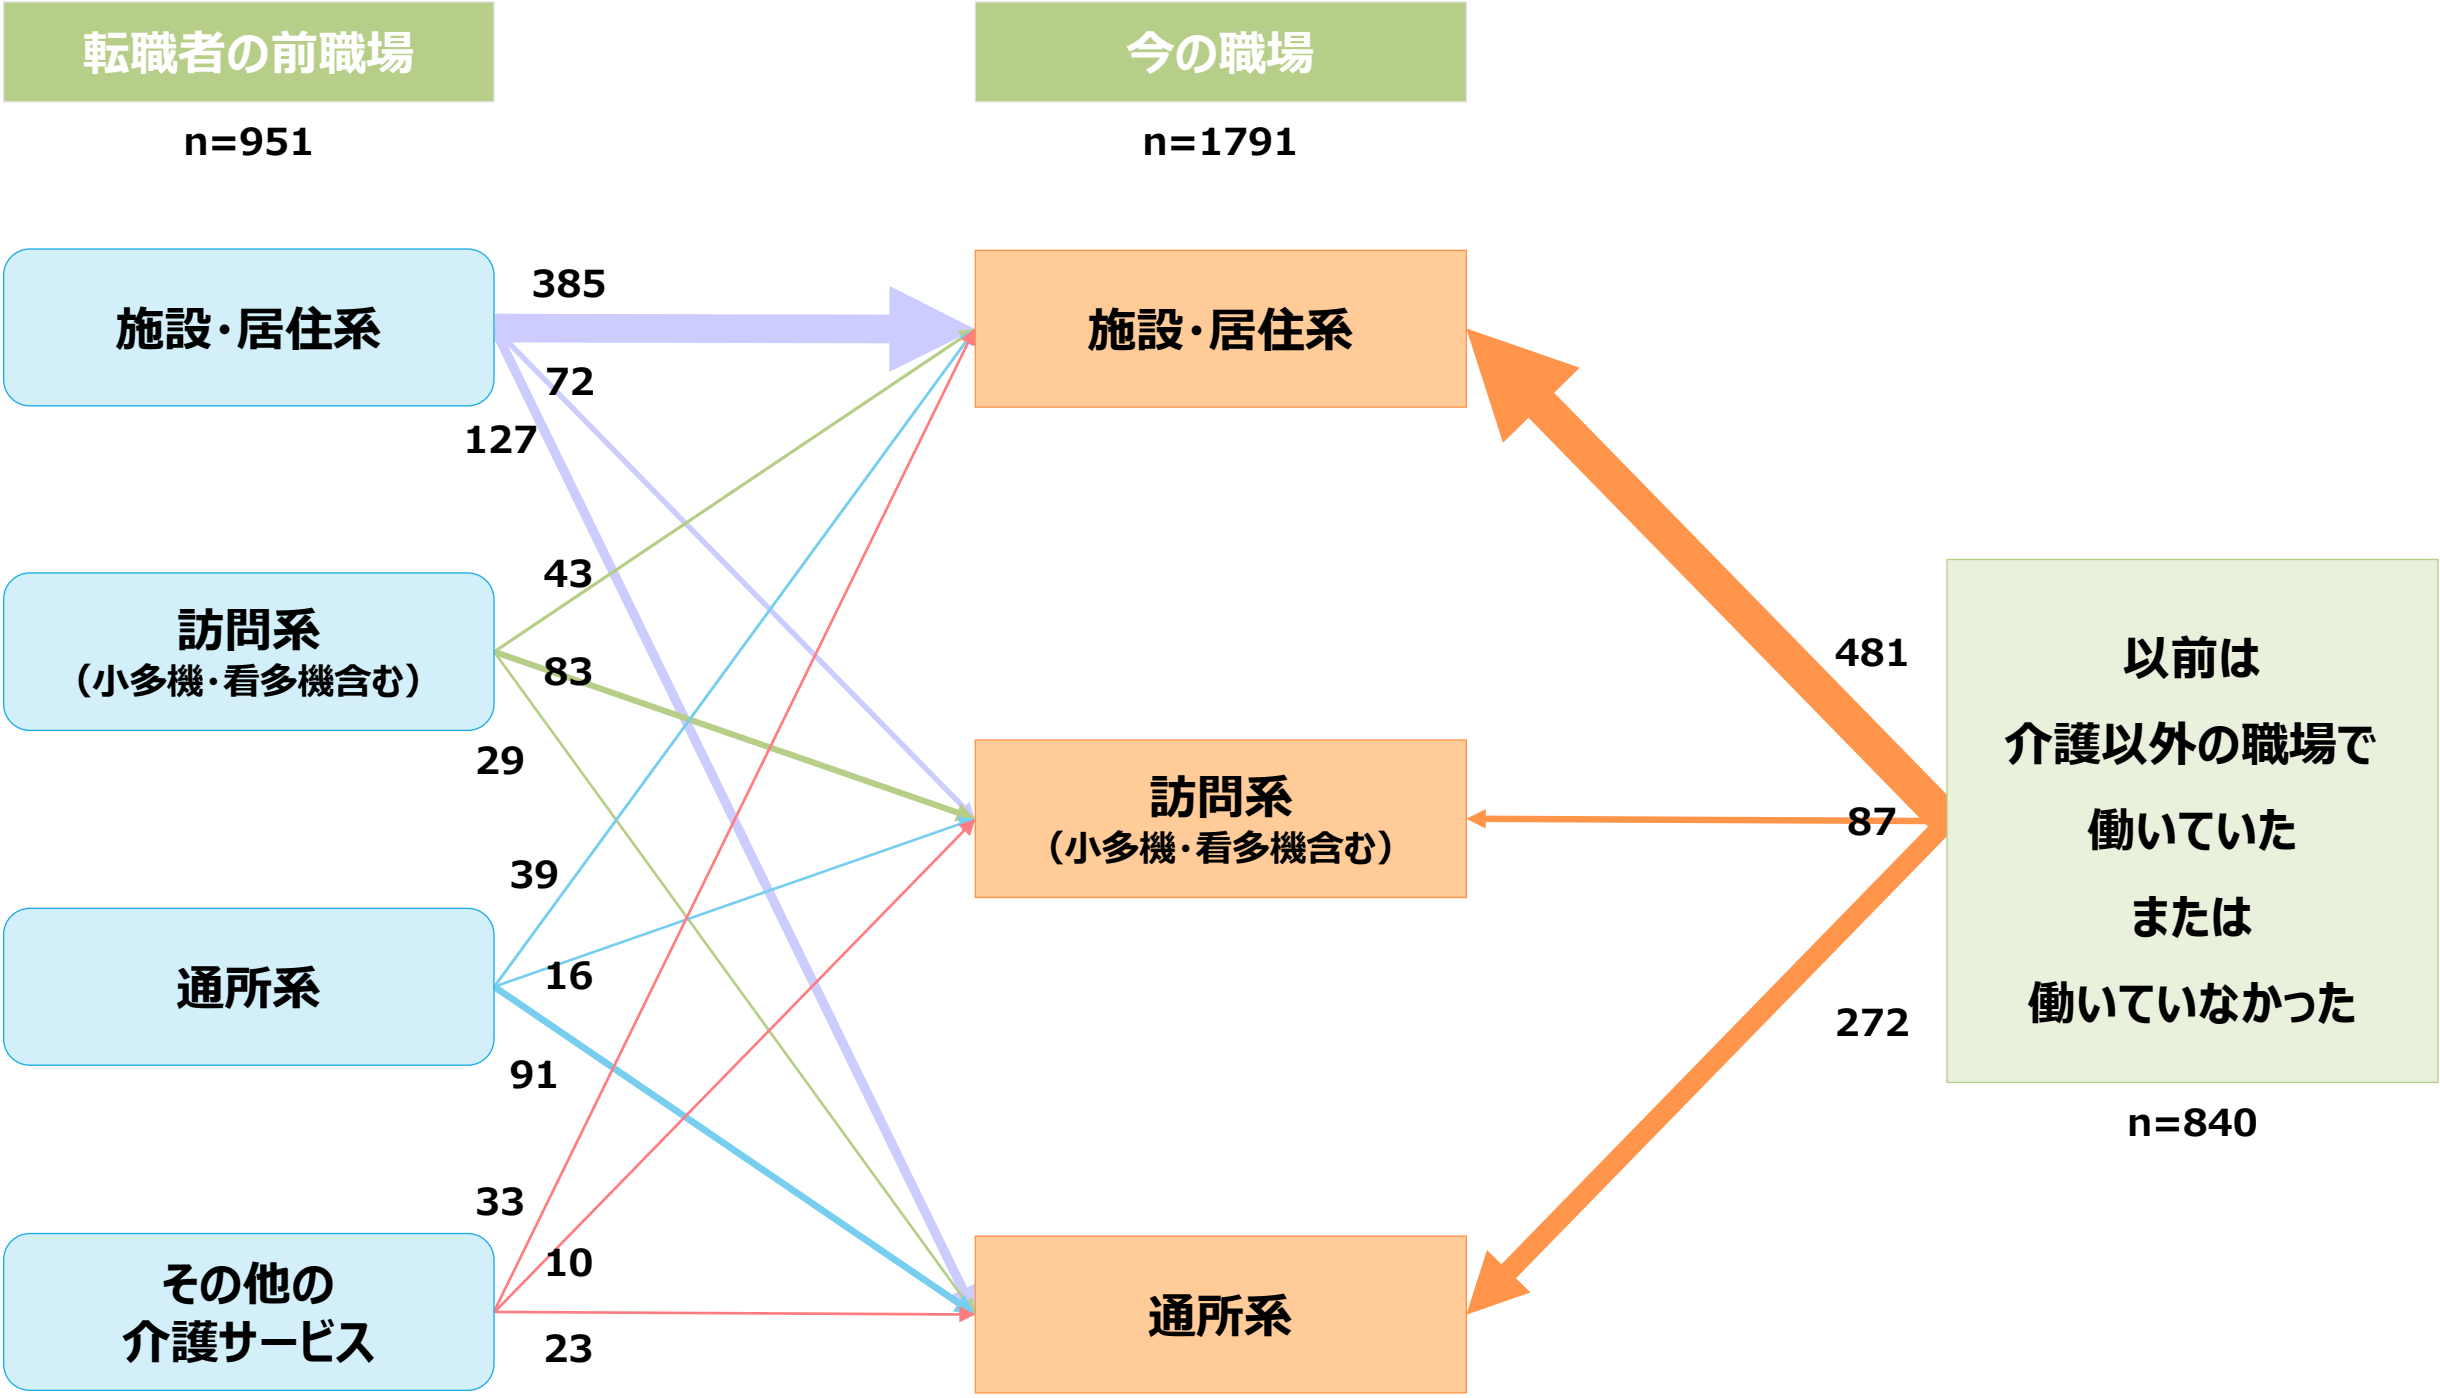 転職者の前職場
n=951
今の職場
n=1791
施設・居住系
385
72
127
訪問系
（小多機・看多機含む）
43
83
29
通所系
39
16
91
その他の
介護サービス
33
10
23
施設・居住系
訪問系
（小多機・看多機含む）
通所系
481
87
272
以前は
介護以外の職場で
働いていた
または
働いていなかった
n=840